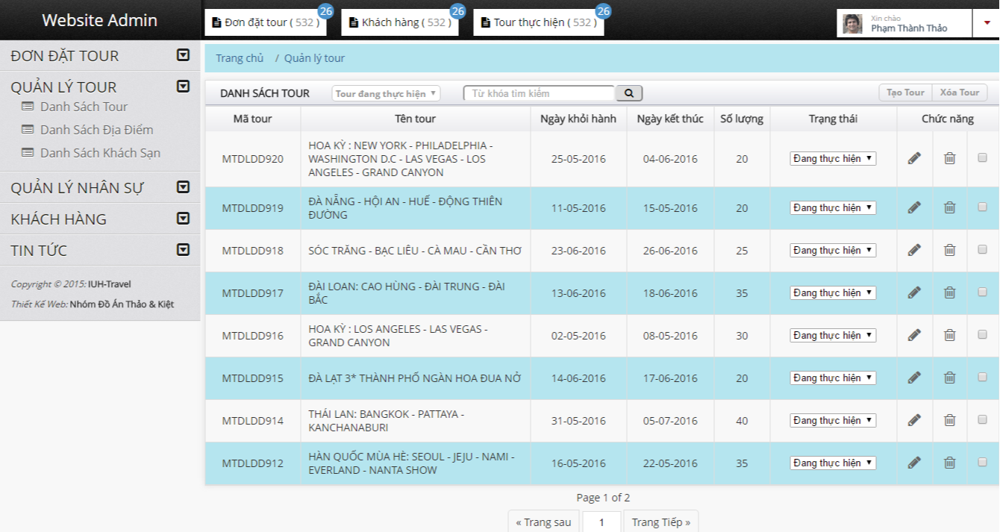 Website Admin
26
26
26
Đơn đặt tour ( 532 )
Khách hàng ( 532 )
Tour thực hiện ( 532 )
Xin chào
Phạm Thành Thảo
ĐƠN ĐẶT TOUR
QUẢN LÝ TOUR
Danh Sách Tour
Danh Sách Địa Điểm
Danh Sách Khách Sạn
QUẢN LÝ NHÂN SỰ
KHÁCH HÀNG
TIN TỨC
Copyright © 2015: IUH-Travel
Thiết Kế Web: Nhóm Đồ Án Thảo & Kiệt
Trang chủ / Quản lý tour
DANH SÁCH TOUR
Tour đang thực hiện
Từ khóa tìm kiếm
Tạo Tour
Xóa Tour
Mã tour Tên tour Ngày khỏi hành Ngày kết thúc Số lượng Trạng thái Chức năng
HOA KỲ : NEW YORK - PHILADELPHIA -
MTDLDD920 WASHINGTON D.C - LAS VEGAS - LOS 25-05-2016 04-06-2016 20 Đang thực hiện
ANGELES - GRAND CANYON
MTDLDD919 ĐÀ NẴNG - HỘI AN - HUẾ - ĐỘNG THIÊN 11-05-2016 15-05-2016 20 Đang thực hiện
ĐƯỜNG
MTDLDD918 SÓC TRĂNG - BẠC LIÊU - CÀ MAU - CẦN THƠ 23-06-2016 26-06-2016 25 Đang thực hiện
MTDLDD917 ĐÀI LOAN: CAO HÙNG - ĐÀI TRUNG - ĐÀI 13-06-2016 18-06-2016 35 Đang thực hiện
BẮC
MTDLDD916 HOA KỲ : LOS ANGELES - LAS VEGAS - 02-05-2016 08-05-2016 30 Đang thực hiện
GRAND CANYON
MTDLDD915 ĐÀ LẠT 3* THÀNH PHỐ NGÀN HOA ĐUA NỞ 14-06-2016 17-06-2016 20 Đang thực hiện
MTDLDD914 THÁI LAN: BANGKOK - PATTAYA - 31-05-2016 05-07-2016 40 Đang thực hiện
KANCHANABURI
MTDLDD912 HÀN QUỐC MÙA HÈ: SEOUL - JEJU - NAMI - 16-05-2016 22-05-2016 35 Đang thực hiện
EVERLAND - NANTA SHOW
Page 1 of 2
« Trang sau 1 Trang Tiếp »